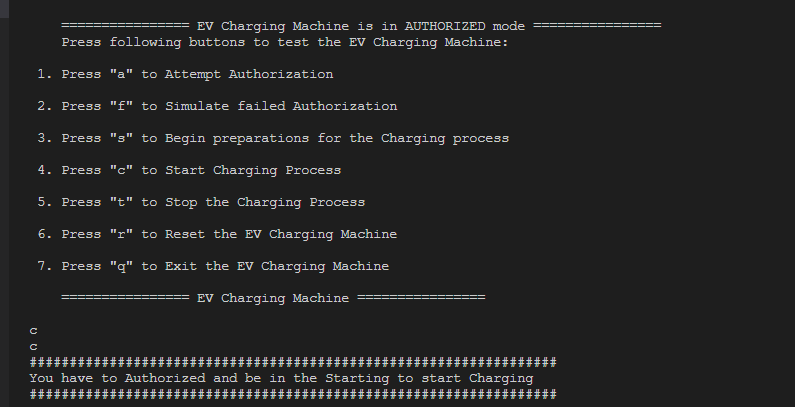 ================ EV Charging Machine is in AUTHORIZED mode ================
Press following buttons to test the EV Charging Machine:
1. Press "a" to Attempt Authorization
2. Press "f" to Simulate failed Authorization
3. Press "s" to Begin preparations for the Charging process
4. Press "c" to Start Charging Process
5. Press "t" to Stop the Charging Process
6. Press "r" to Reset the EV Charging Machine
7. Press "q" to Exit the EV Charging Machine
================ EV Charging Machine ================
c
c
##################################################################
You have to Authorized and be in the Starting to start Charging
##################################################################